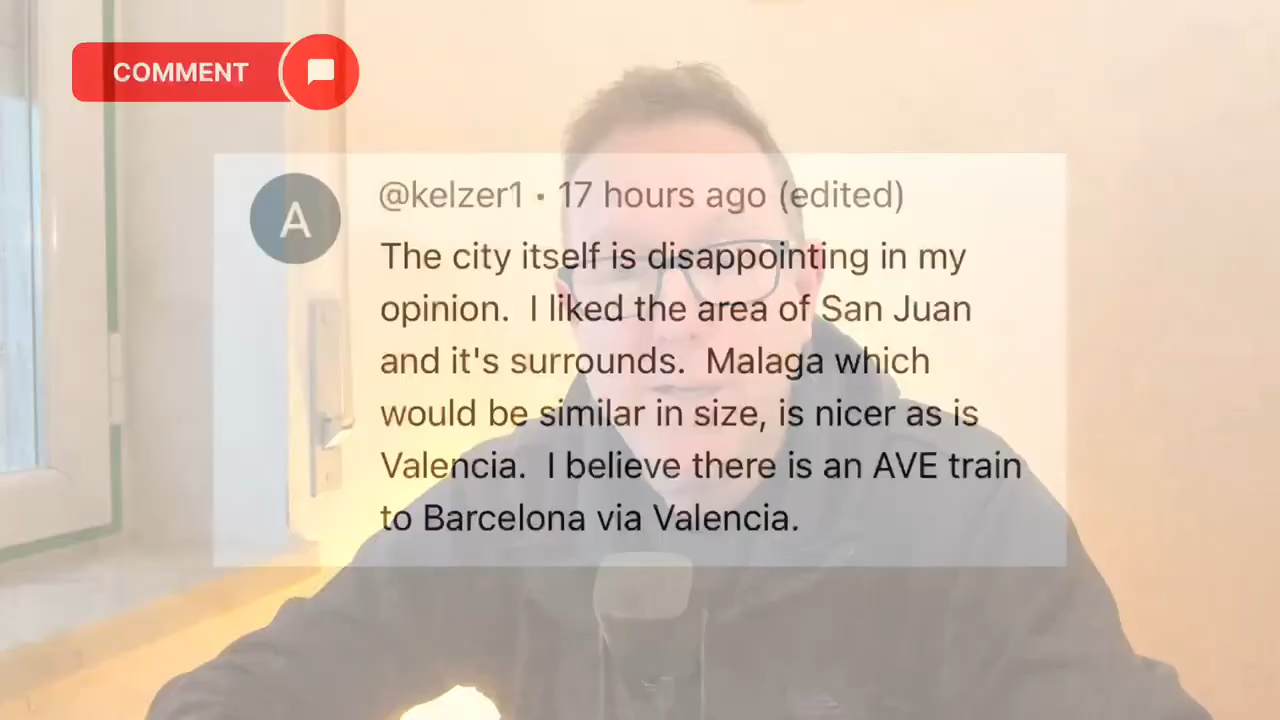 COMMENT
A
@kelzer1 • 17 hours ago (edited)
The city itself is disappointing in my
opinion.  I liked the area of San Juan
and it's surrounds.  Malaga which
would be similar in size, is nicer as is
Valencia.  I believe there is an AVE train
to Barcelona via Valencia.